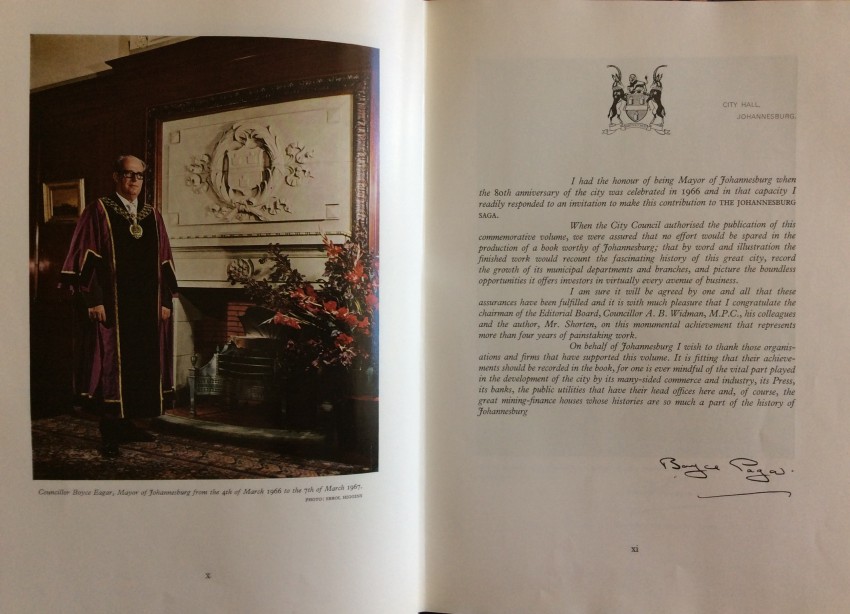 Councillor Boyce Eagar, Mayor of Johannesburg from the 4th of March 1966 to the 7th of March 1967.
PHOTO:
x
CITY HALL,
JOHANNESBURG.
I had the honour of being Mayor of Johannesburg when
the 80th anniversary of the city was celebrated in 1966 and in that capacity I
readily responded to an invitation to make this contribution to THE JOHANNESBURG
SAGA.
When the City Council authorised the publication of this
commemorative volume, we were assured that no effort would be spared in the
production of a book worthy of Johannesburg; that by word and illustration the
finished work would recount the fascinating history of this great city, record
the growth of its municipal departments and branches, and picture the boundless
opportunities it offers investors in virtually every avenue of business.
I am sure it will be agreed by one and all that these
assurances have been fulfilled and it is with much pleasure that I congratulate the
chairman of the Editorial Board, Councillor A. B. Widman, M.P.C., his colleagues
and the author, Mr. Shorten, on this monumental achievement that represents
more than four years of painstaking work.
On behalf of Johannesburg I wish to thank those organis-
ations and firms that have supported this volume. It is fitting that their achieve-
ments should be recorded in the book, for one is ever mindful of the vital part played
in the development of the city by its many-sided commerce and industry, its Press,
its banks, the public utilities that have their head offices here and, of course, the
great mining-finance houses whose histories are so much a part of the history of
Johannesburg
Boyce Eagar.
xi